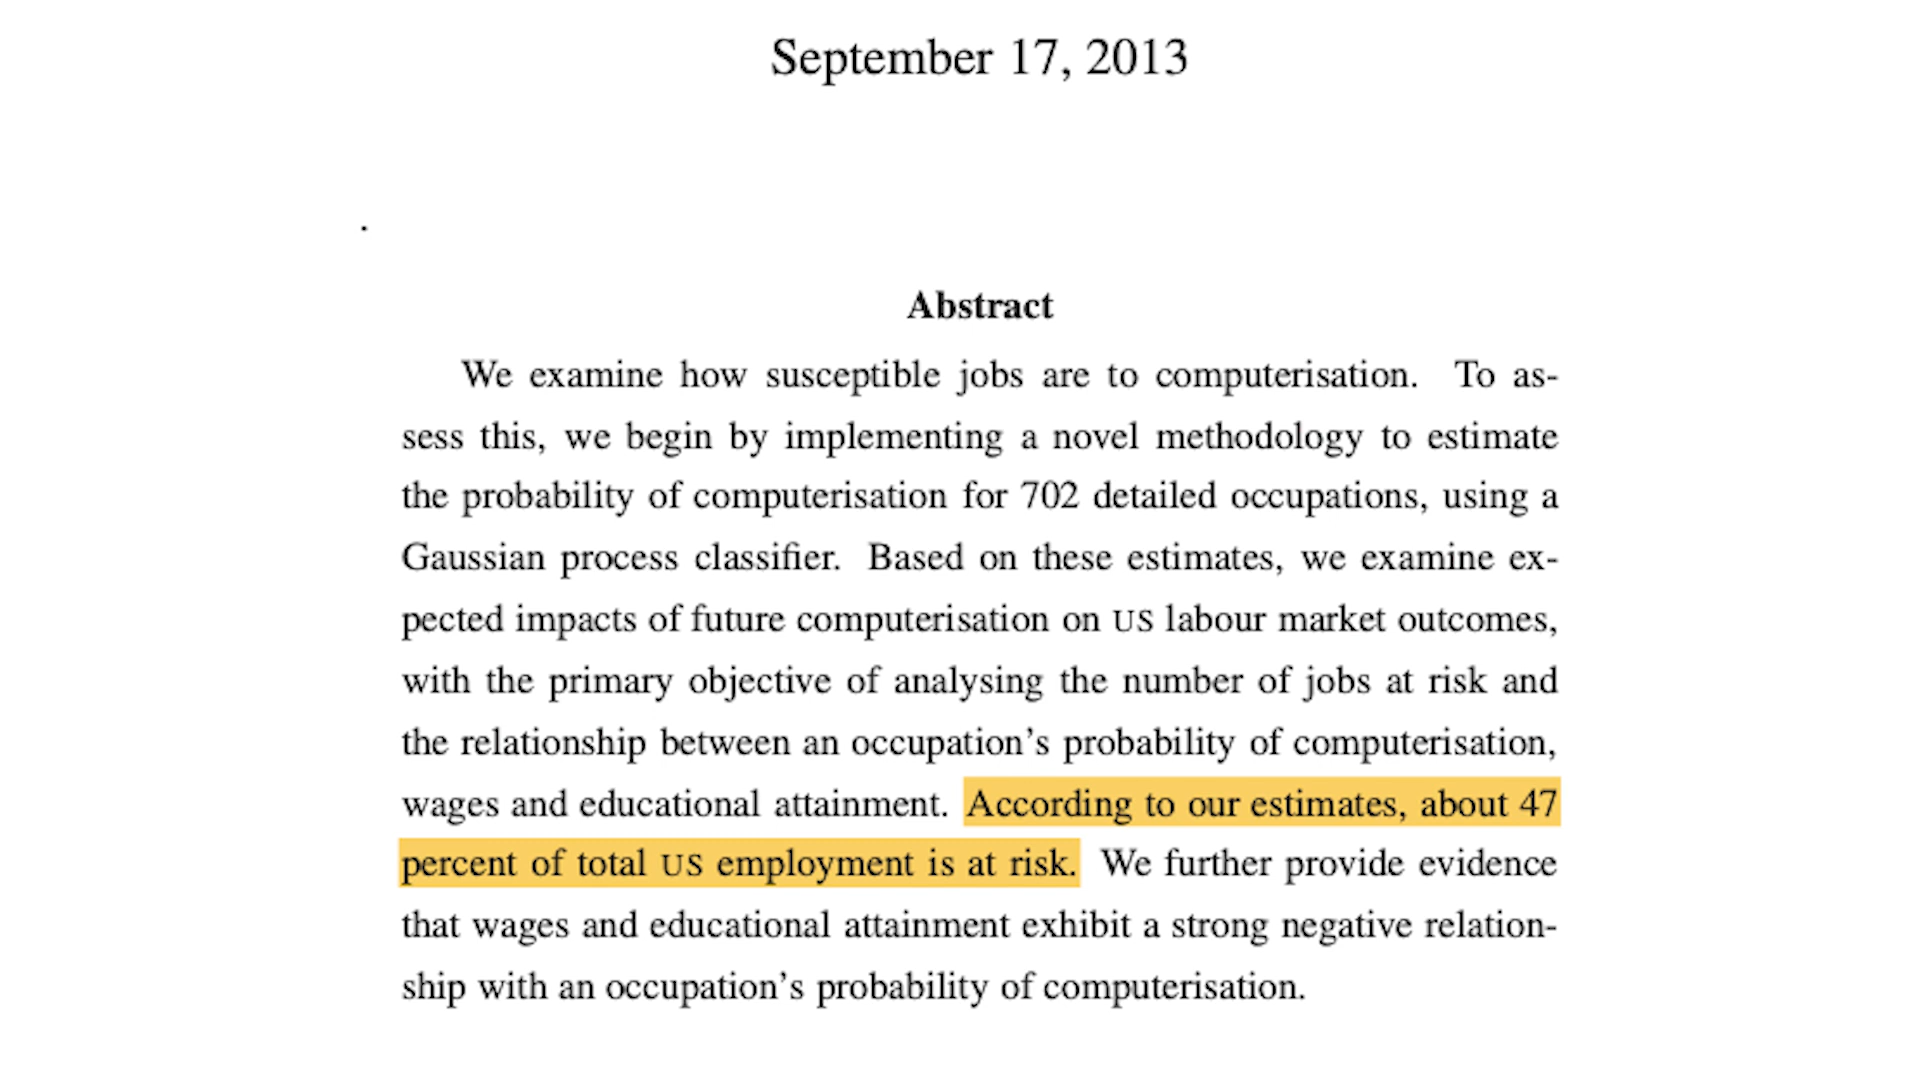 September 17, 2013
.
Abstract
We examine how susceptible jobs are to computerisation. To as-
sess this, we begin by implementing a novel methodology to estimate
the probability of computerisation for 702 detailed occupations, using a
Gaussian process classifier. Based on these estimates, we examine ex-
pected impacts of future computerisation on US labour market outcomes,
with the primary objective of analysing the number of jobs at risk and
the relationship between an occupation’s probability of computerisation,
wages and educational attainment. According to our estimates, about 47
percent of total US employment is at risk. We further provide evidence
that wages and educational attainment exhibit a strong negative relation-
ship with an occupation’s probability of computerisation.